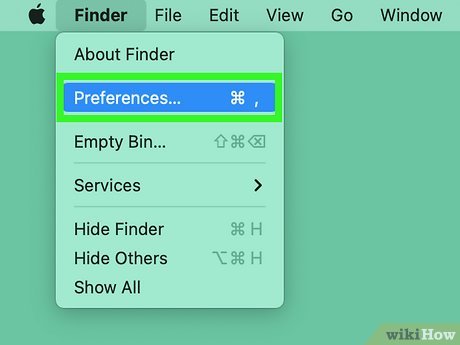 Finder File Edit View Go Window
About Finder
Preferences... ⌘ ,
Empty Bin... ⇧⌘⌫
Services
Hide Finder ⌘ H
Hide Others ⌥⌘ H
Show All
wikiHow